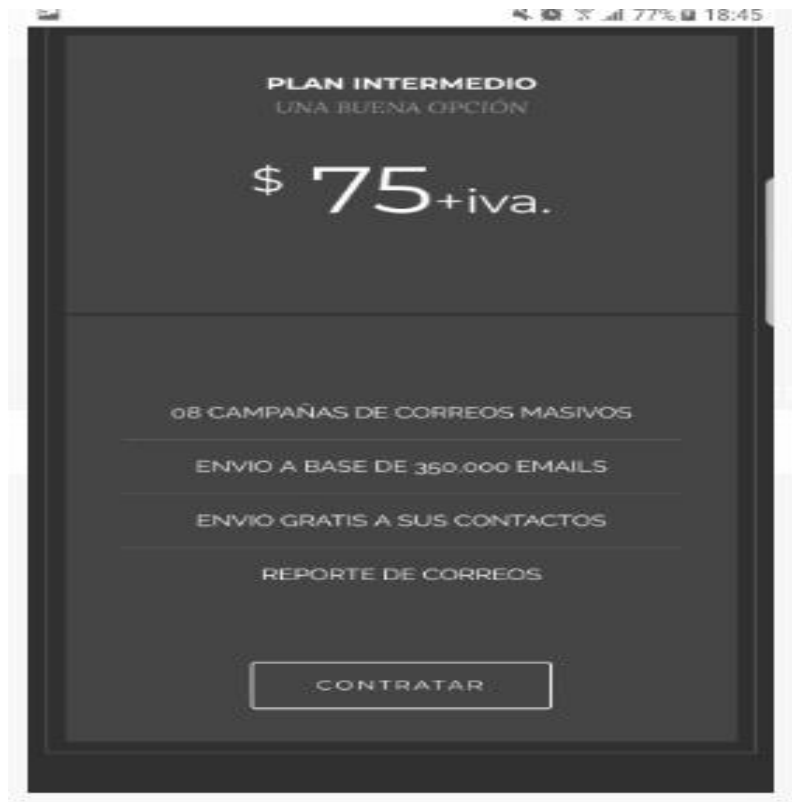 77% 18:45
PLAN INTERMEDIO
UNA BUENA OPCIÓN
$ 75+iva.
08 CAMPAÑAS DE CORREOS MASIVOS
ENVIO A BASE DE 350.000 EMAILS
ENVIO GRATIS A SUS CONTACTOS
REPORTE DE CORREOS
CONTRATAR